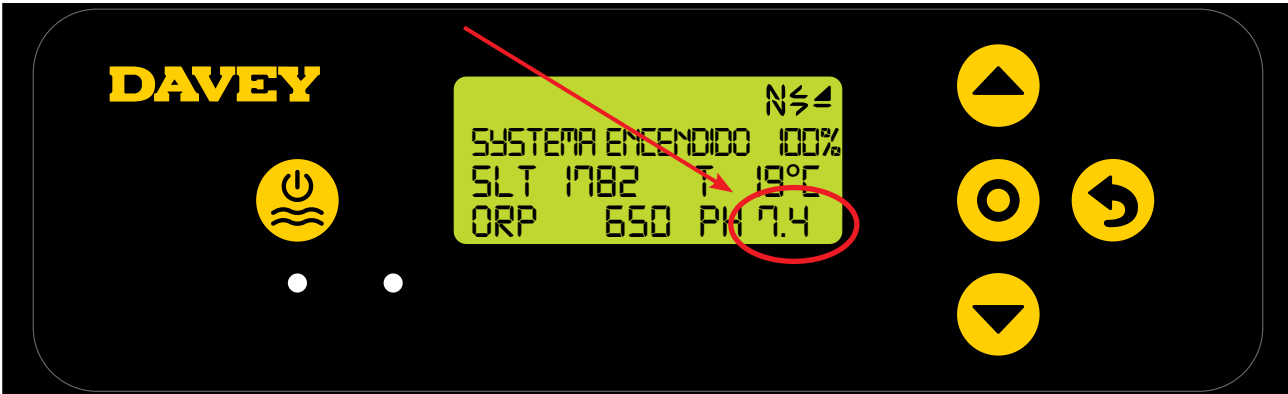 DAVEY
SYSTEMA ENCENDIDO 100%
SLT 1782 T 19°C
ORP 650 PH 7.4